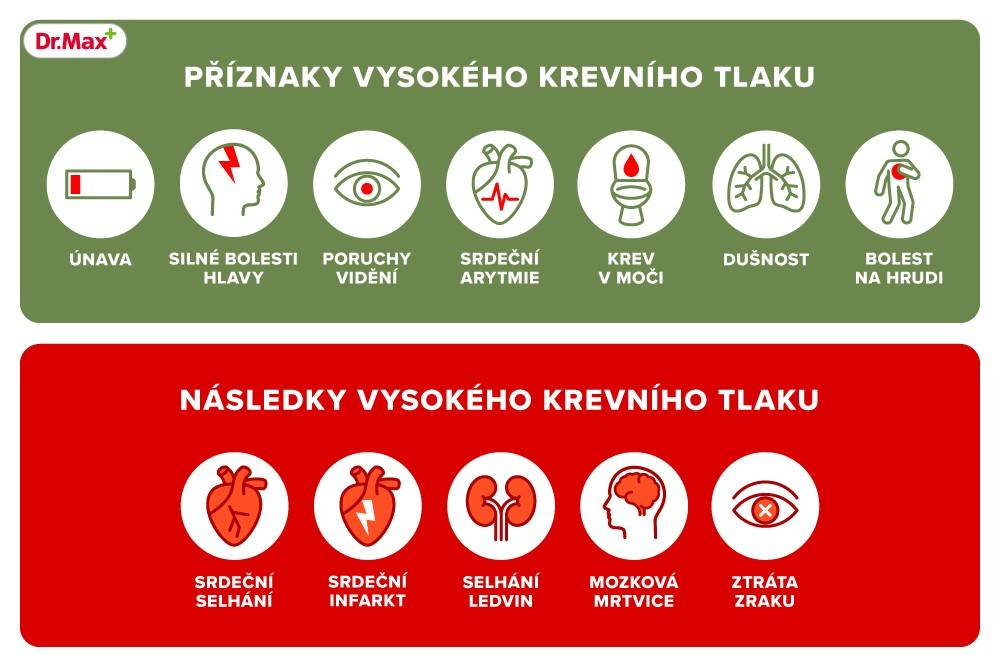 Dr.Max+
PŘÍZNAKY VYSOKÉHO KREVNÍHO TLAKU
ÚNAVA
SILNÉ BOLESTI
HLAVY
PORUCHY
VIDĚNÍ
SRDEČNÍ
ARYTMIE
KREV
V MOČI
DUŠNOST
BOLEST
NA HRUDI
NÁSLEDKY VYSOKÉHO KREVNÍHO TLAKU
SRDEČNÍ
SELHÁNÍ
SRDEČNÍ
INFARKT
SELHÁNÍ
LEDVIN
MOZKOVÁ
MRTVICE
ZTRÁTA
ZRAKU